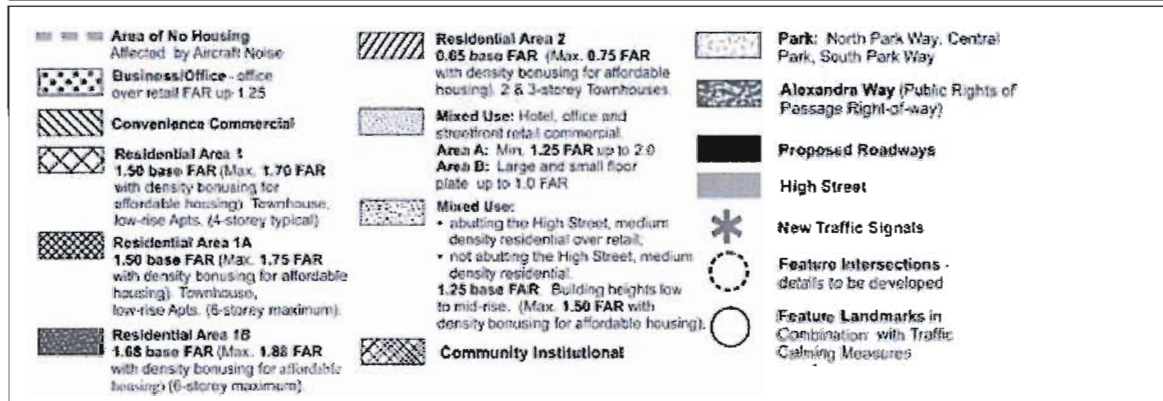 Area of No Housing
Affected by Aircraft Noise
Business/Office - office
over retail FAR up 1.25
Convenience Commercial
Residential Area 1
1.50 base FAR (Max. 1.70 FAR
with density bonusing for
affordable housing). Townhouse,
low-rise Apts. (4-storey typical)
Residential Area 1A
1.50 base FAR (Max. 1.75 FAR
with density bonusing for affordable
housing). Townhouse,
low-rise Apts. (6-storey maximum).
Residential Area 1B
1.68 base FAR (Max. 1.88 FAR
with density bonusing for affordable
housing) (6-storey maximum)
Residential Area 2
0.65 base FAR (Max. 0.75 FAR
with density bonusing for affordable
housing). 2 & 3-storey Townhouses.
Mixed Use: Hotel, office and
streetfront retail commercial.
Area A: Min. 1.25 FAR up to 2.0
Area B: Large and small floor
plate up to 1.0 FAR
Mixed Use:
• abutting the High Street, medium
density residential over retail;
• not abutting the High Street, medium
density residential.
1.25 base FAR. Building heights low
to mid-rise. (Max. 1.50 FAR with
density bonusing for affordable housing).
Community Institutional
Park: North Park Way, Central
Park, South Park Way
Alexandra Way (Public Rights of
Passage Right-of-way)
Proposed Roadways
High Street
New Traffic Signals
Feature Intersections -
details to be developed
Feature Landmarks in
Combination with Traffic
Calming Measures